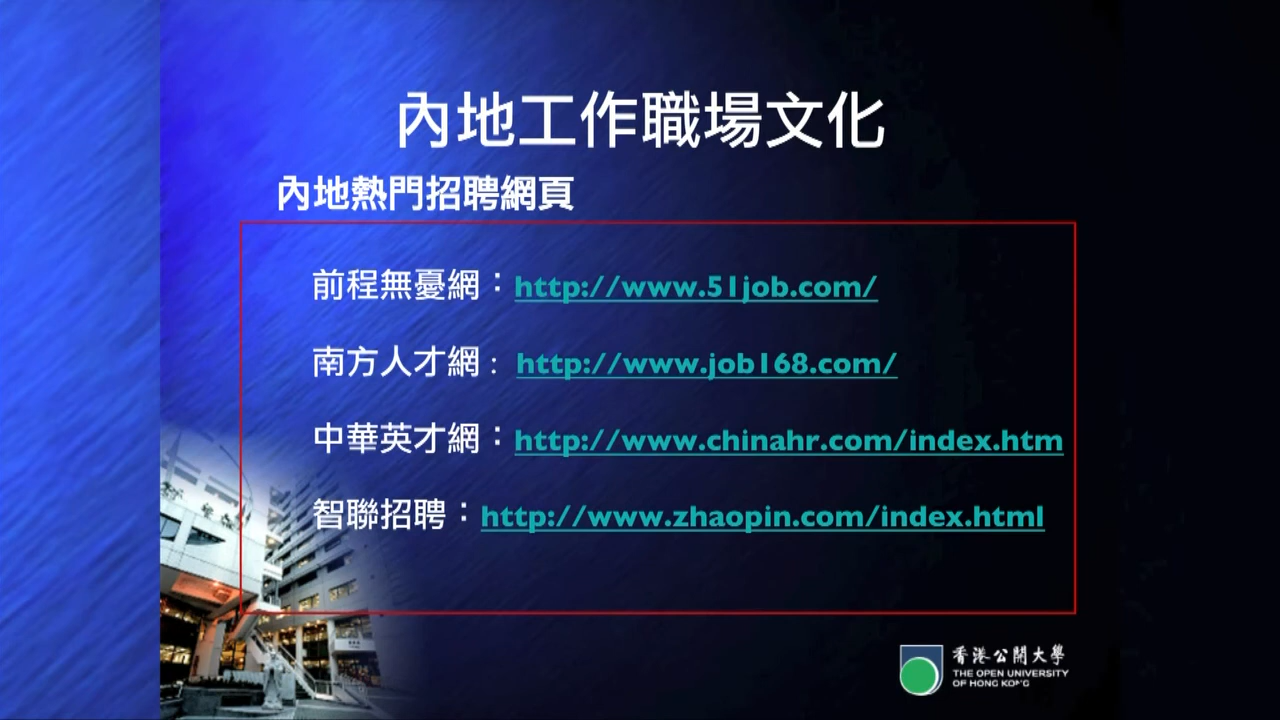 內地工作職場文化
內地熱門招聘網頁
前程無憂網：http://www.51job.com/
南方人才網： http://www.job168.com/
中華英才網：http://www.chinahr.com/index.htm
智聯招聘：http://www.zhaopin.com/index.html
香港公開大學
THE OPEN UNIVERSITY
OF HONG KONG